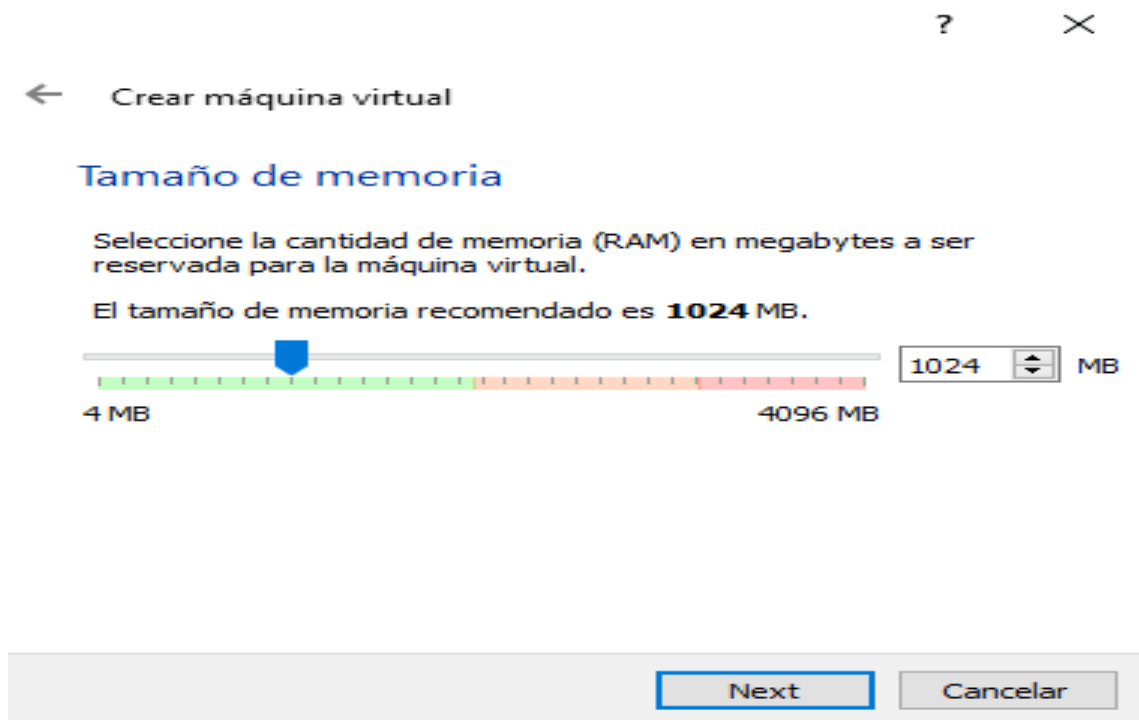 ?
Crear máquina virtual
Tamaño de memoria
Seleccione la cantidad de memoria (RAM) en megabytes a ser
reservada para la máquina virtual.
El tamaño de memoria recomendado es 1024 MB.
1024 MB
4 MB 4096 MB
Next Cancelar